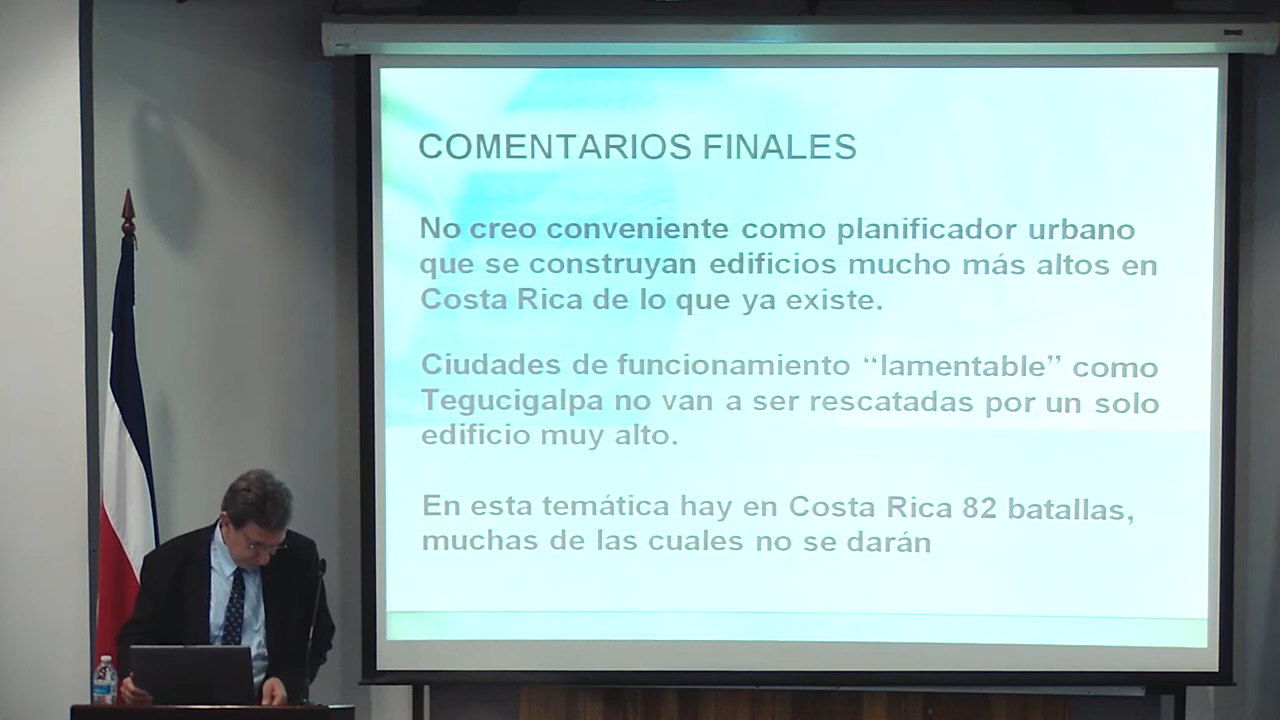 COMENTARIOS FINALES
No creo conveniente como planificador urbano
que se construyan edificios mucho más altos en
Costa Rica de lo que ya existe.
Ciudades de funcionamiento “lamentable” como
Tegucigalpa no van a ser rescatadas por un solo
edificio muy alto.
En esta temática hay en Costa Rica 82 batallas,
muchas de las cuales no se darán